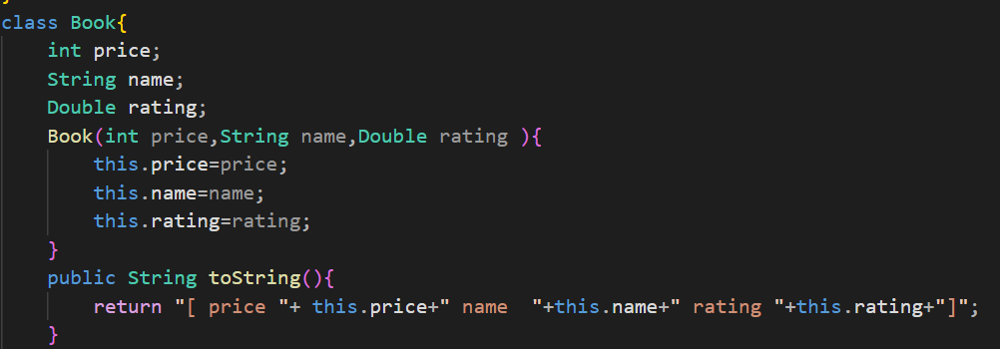 }
class Book{
    int price;
    String name;
    Double rating;
    Book(int price,String name,Double rating ){
        this.price=price;
        this.name=name;
        this.rating=rating;
    }
    public String toString(){
        return "[ price "+ this.price+" name  "+this.name+" rating "+this.rating+"]";
    }